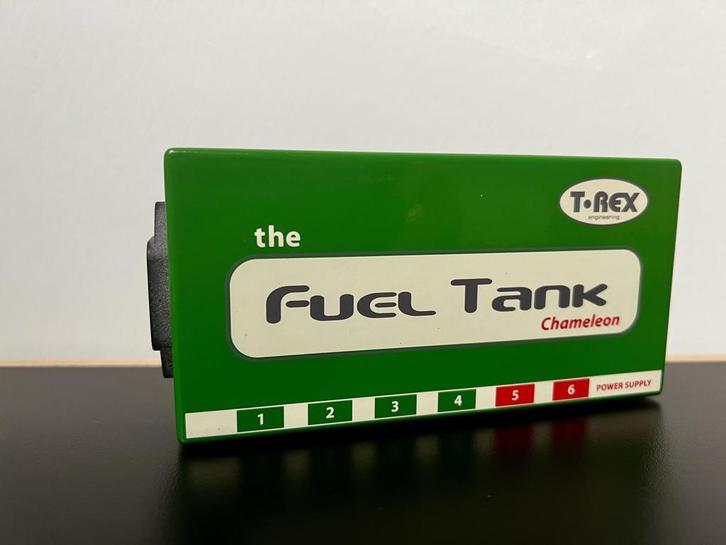 T•REX
engineering
the
Fuel Tank
Chameleon
1 2 3 4 5 6 POWER SUPPLY